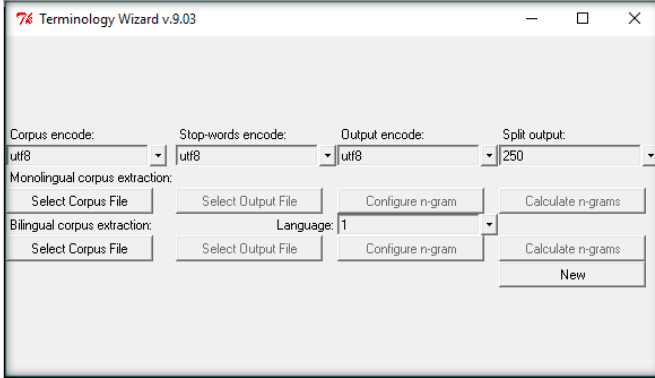 Terminology Wizard v.9.03
Corpus encode: Stop-words encode: Output encode: Split output:
utf8 utf8 utf8 250
Monolingual corpus extraction:
Select Corpus File Select Output File Configure n-gram Calculate n-grams
Bilingual corpus extraction: Language: 1
Select Corpus File Select Output File Configure n-gram Calculate n-grams
New